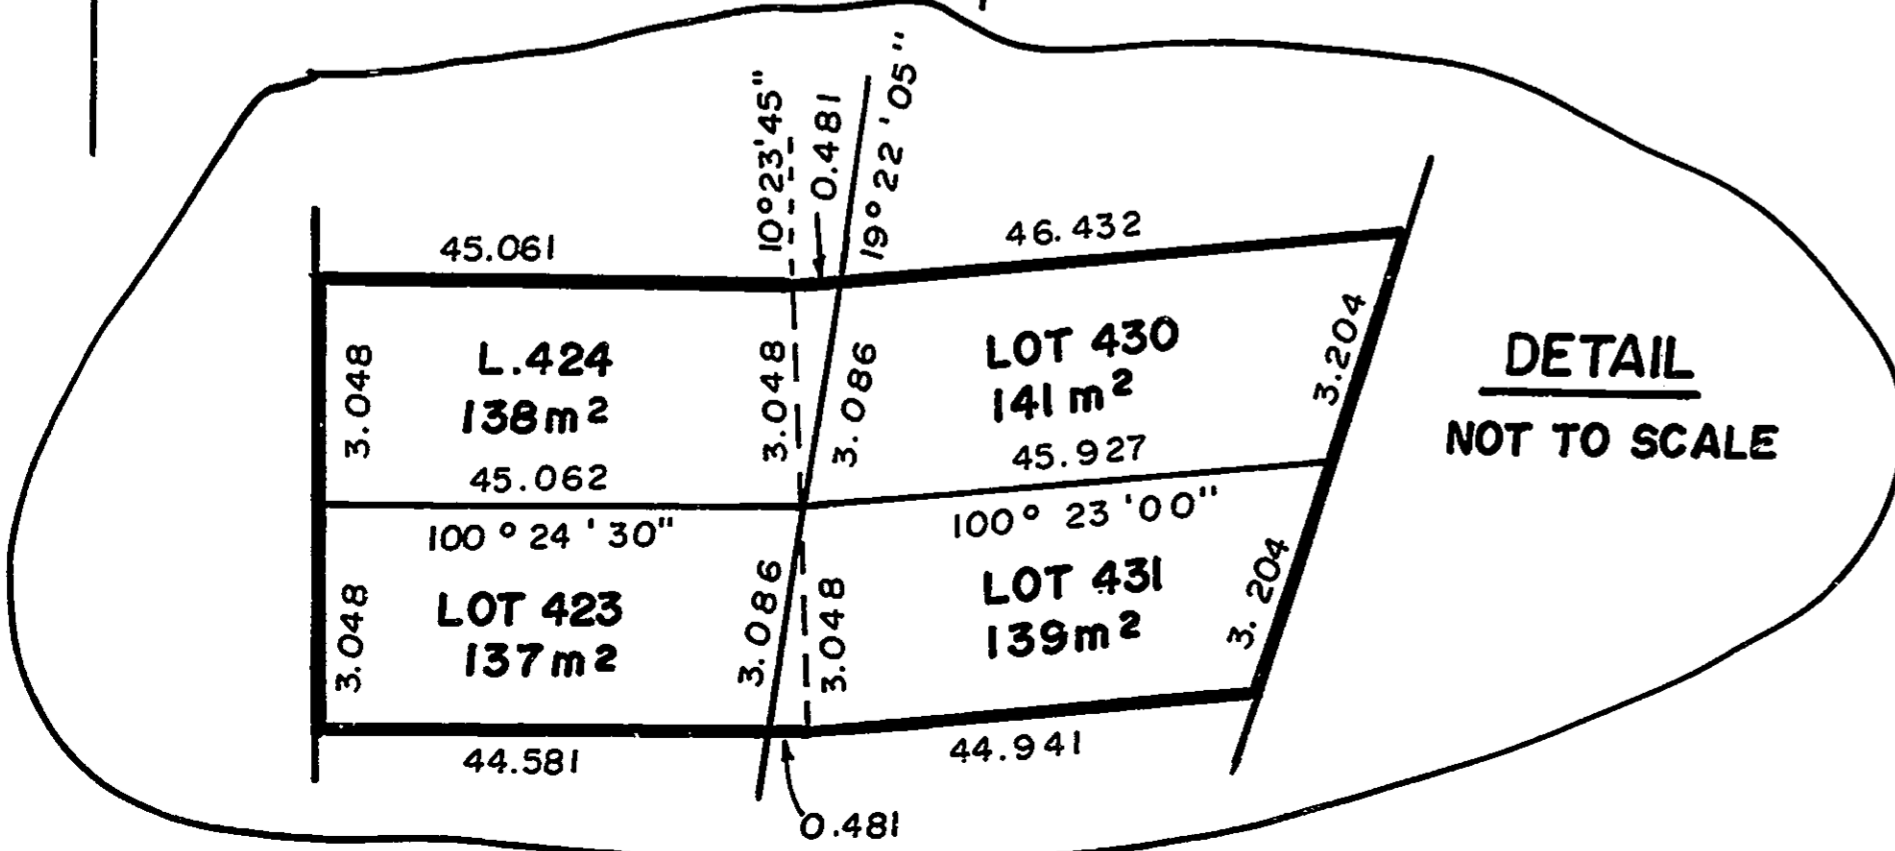 10°23'45"
0.481
19°22'05"
45.061
46.432
3.048
L.424
138m²
3.048
3.086
LOT 430
141m²
3.204
DETAIL
NOT TO SCALE
45.062
45.927
100°24'30"
100°23'00"
3.048
LOT 423
137m²
3.086
3.048
LOT 431
139m²
3.204
44.581
44.941
0.481